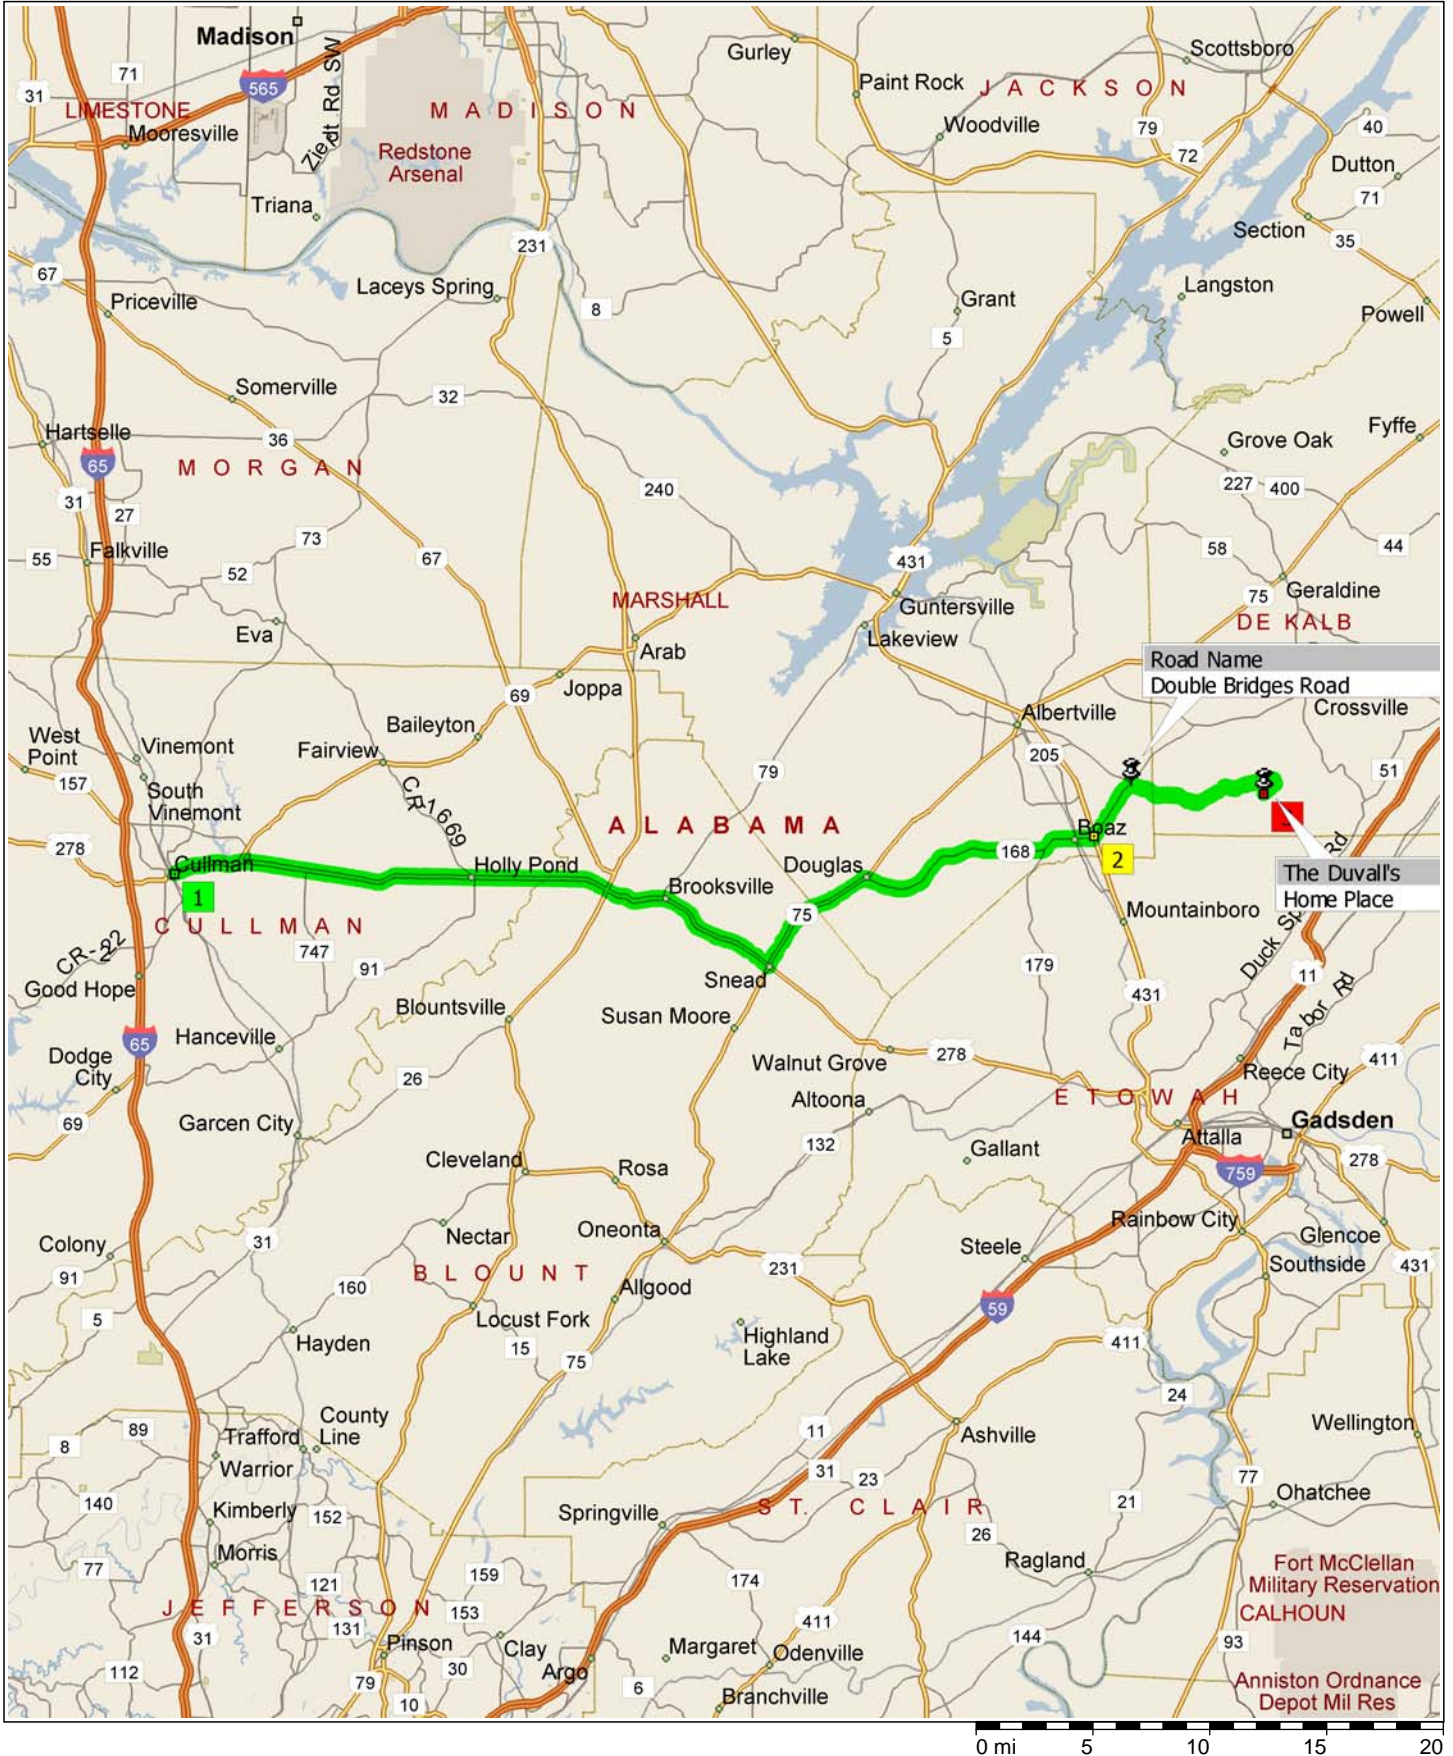 Madison
Gurley
Scottsboro
71
565
Zierdt Rd SW
Paint Rock
JACKSON
31
LIMESTONE
MADISON
79
40
Mooresville
Woodville
72
Redstone
Arsenal
Dutton
71
Triana
Section
35
231
67
Laceys Spring
Langston
Priceville
8
Grant
Powell
5
Somerville
32
Fyffe
Hartselle
36
Grove Oak
65
MORGAN
240
227
400
31
27
73
55
Falkville
67
58
44
52
431
Geraldine
75
MARSHALL
Guntersville
DE KALB
Eva
Lakeview
Arab
Road Name
Double Bridges Road
Joppa
69
Crossville
Albertville
Baileyton
West
Point
Vinemont
Fairview
205
79
51
157
South
Vinemont
CR-1669
ALABAMA
Boaz
278
168
Rd
Cullman
Holly Pond
Douglas
2
The Duvall's
Home Place
1
Brooksville
75
Mountainboro
CULLMAN
CR-22
747
91
179
Duck Sp
11
Good Hope
Snead
Tabor Rd
Blountsville
Susan Moore
431
65
Hanceville
Dodge
City
Walnut Grove
278
411
Reece City
26
Altoona
ETOWAH
69
Garcen City
Gadsden
132
Attalla
Gallant
278
Cleveland
Rosa
759
Nectar
Rainbow City
Oneonta
Glencoe
Colony
31
Steele
91
BLOUNT
231
Southside
431
160
Allgood
5
59
Locust Fork
Hayden
Highland
Lake
15
75
411
24
County
Line
89
Trafford
11
Ashville
Wellington
8
Warrior
31
23
77
140
Kimberly
152
Springville
ST. CLAIR
21
Ohatchee
26
Morris
77
159
174
Ragland
Fort McClellan
Military Reservation
121
JEFFERSON
153
411
CALHOUN
131
31
Pinson
Clay
Margaret
Odenville
144
93
112
79
30
Argo
6
Anniston Ordnance
Depot Mil Res
10
Branchville
0 mi 5 10 15 20